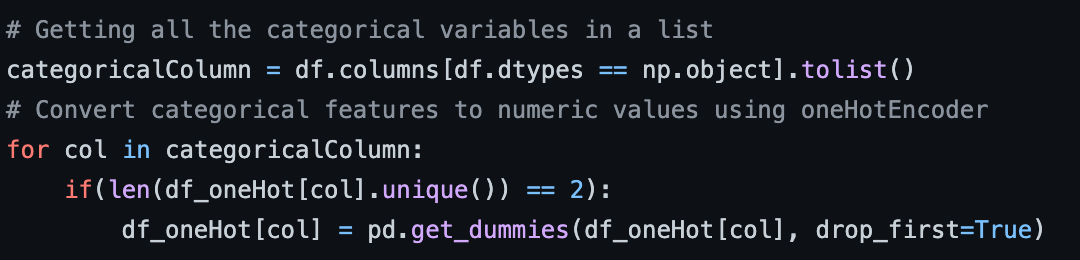 # Getting all the categorical variables in a list
categoricalColumn = df.columns[df.dtypes == np.object].tolist()
# Convert categorical features to numeric values using oneHotEncoder
for col in categoricalColumn:
    if(len(df_oneHot[col].unique()) == 2):
        df_oneHot[col] = pd.get_dummies(df_oneHot[col], drop_first=True)